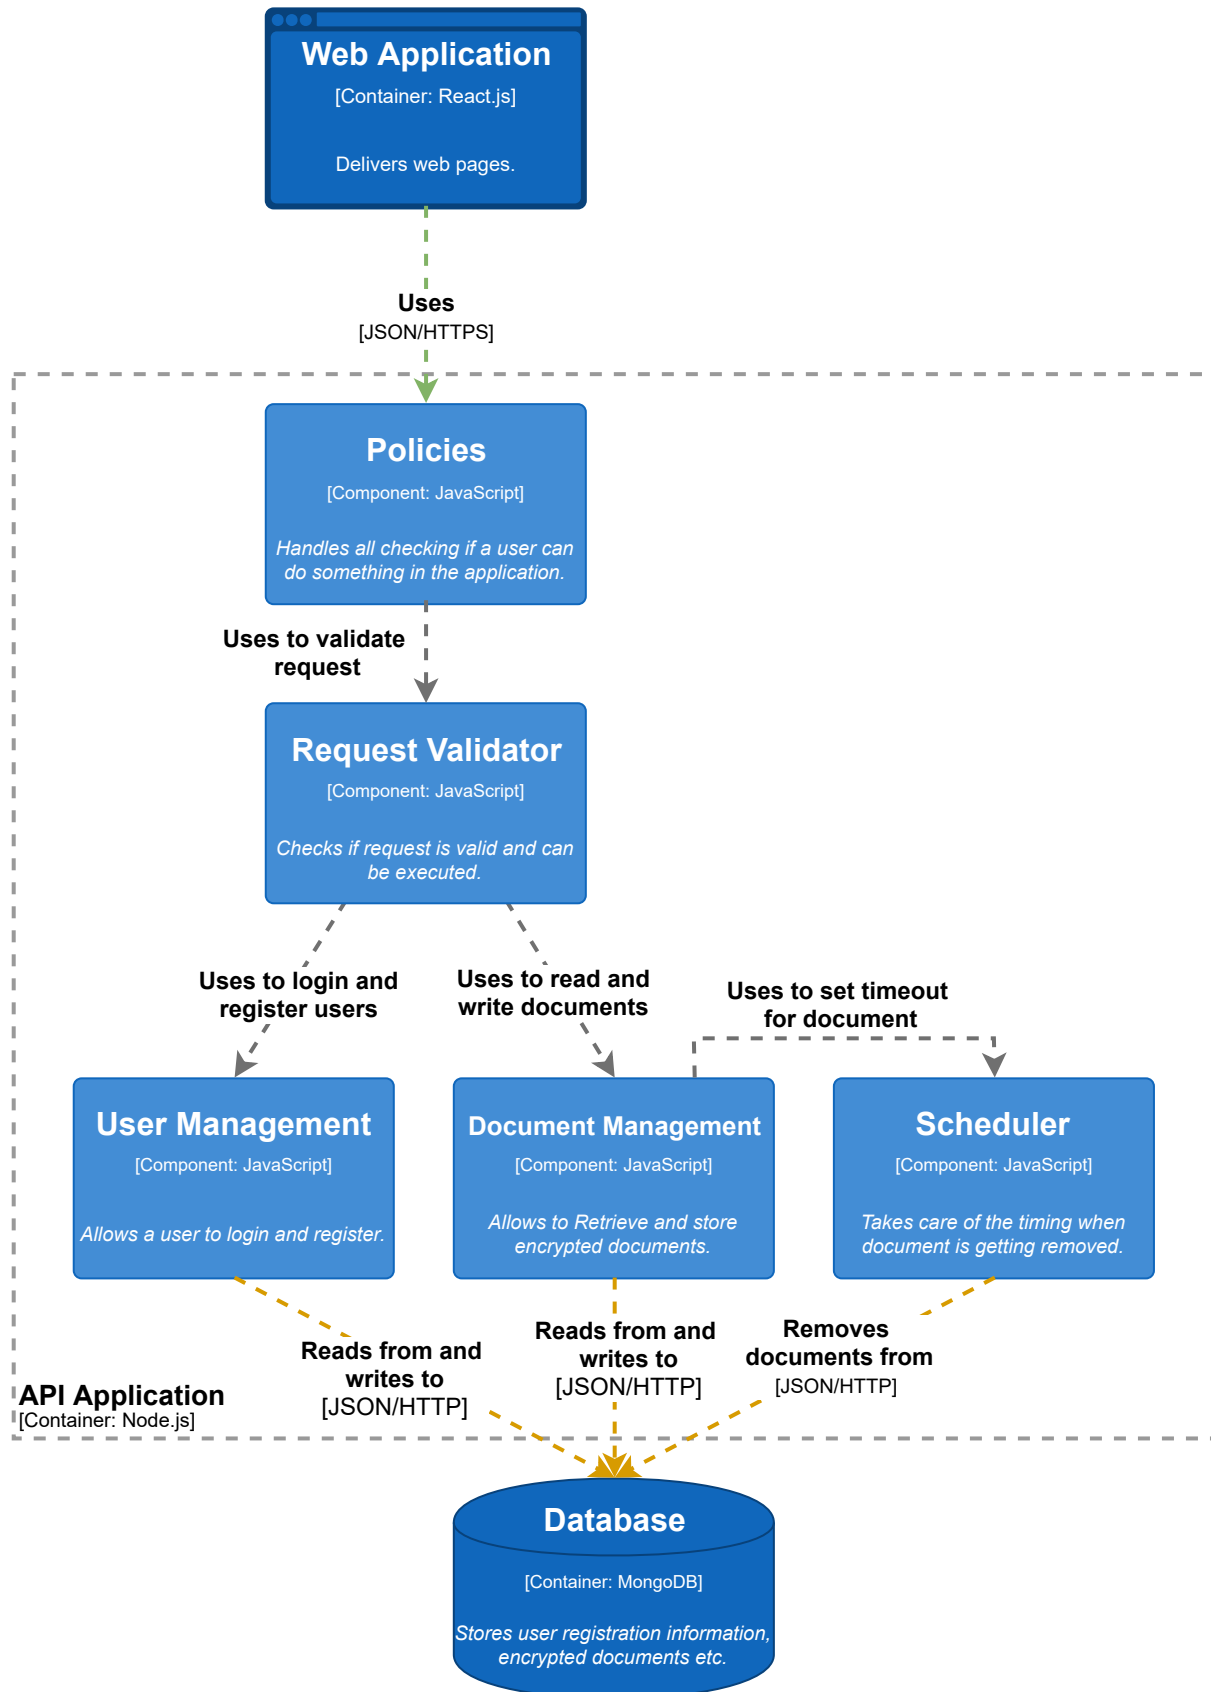 Web Application
[Container: React.js]
Delivers web pages.
Uses
[JSON/HTTPS]
Policies
[Component: JavaScript]
Handles all checking if a user can
do something in the application.
Uses to validate
request
Request Validator
[Component: JavaScript]
Checks if request is valid and can
be executed.
Uses to login and
register users
Uses to read and
write documents
Uses to set timeout
for document
User Management
[Component: JavaScript]
Allows a user to login and register.
Document Management
[Component: JavaScript]
Allows to Retrieve and store
encrypted documents.
Scheduler
[Component: JavaScript]
Takes care of the timing when
document is getting removed.
Reads from and
writes to
[JSON/HTTP]
Reads from and
writes to
[JSON/HTTP]
Removes
documents from
[JSON/HTTP]
API Application
[Container: Node.js]
Database
[Container: MongoDB]
Stores user registration information,
encrypted documents etc.